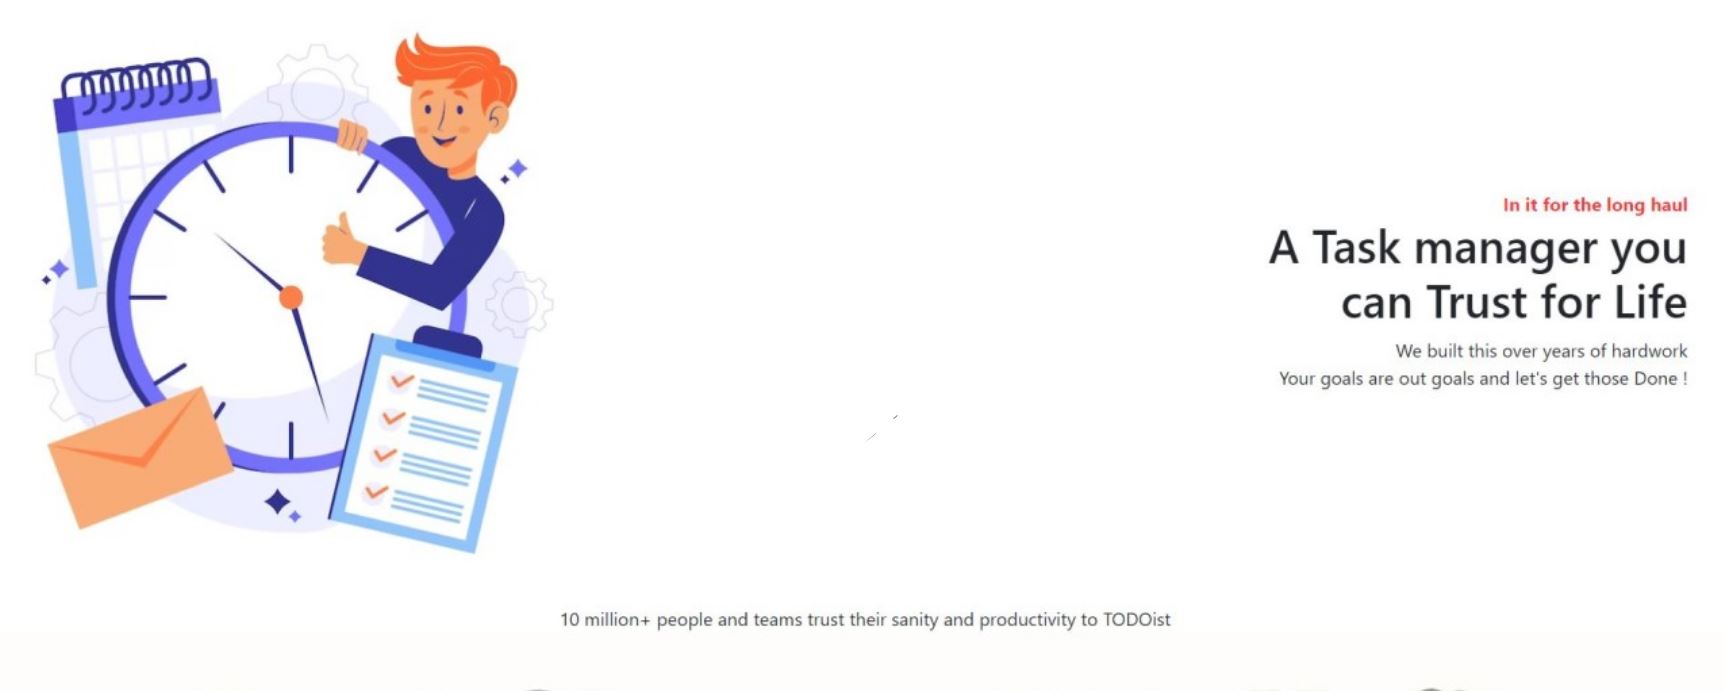 In it for the long haul
A Task manager you
can Trust for Life
We built this over years of hardwork
Your goals are out goals and let's get those Done !
10 million+ people and teams trust their sanity and productivity to TODOist